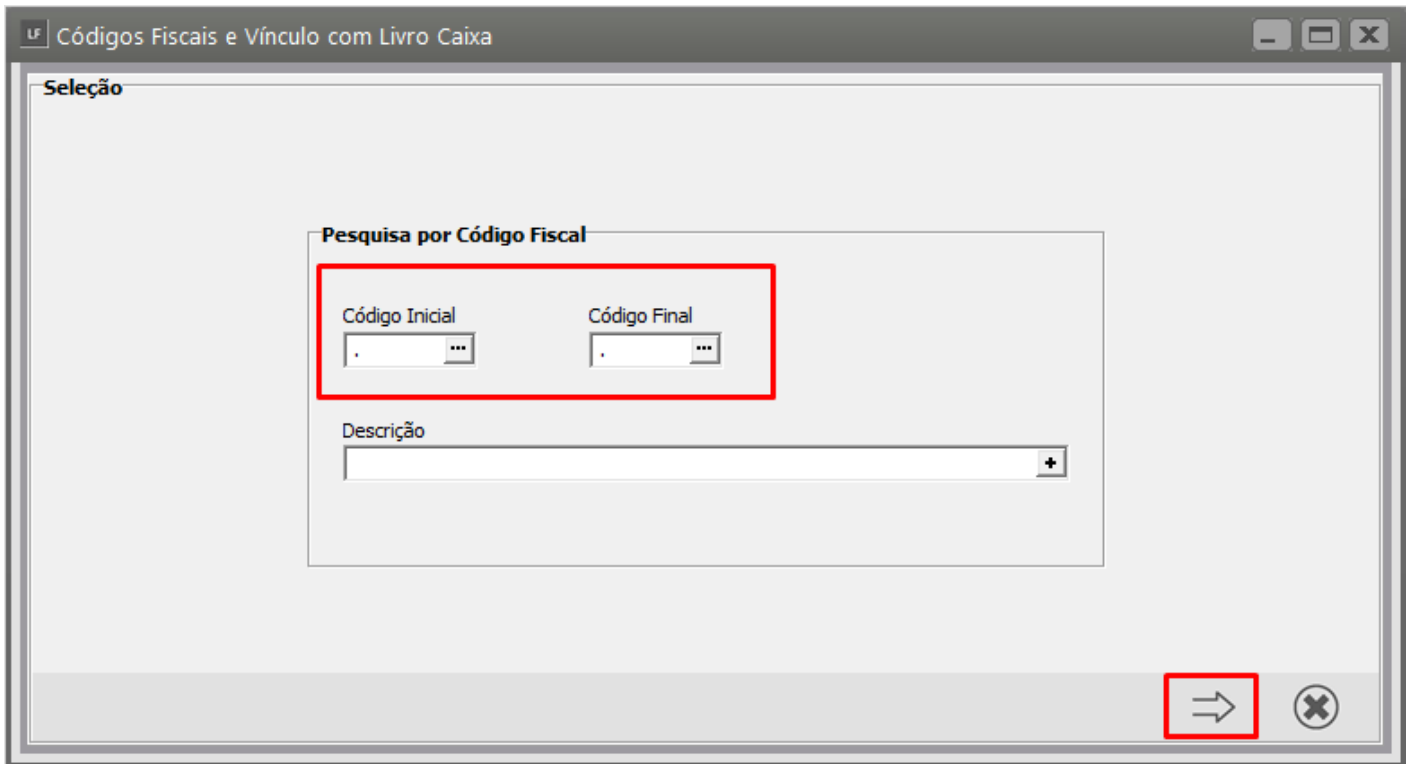 LF Códigos Fiscais e Vínculo com Livro Caixa
Seleção
Pesquisa por Código Fiscal
Código Inicial Código Final
. ... . ...
Descrição
+